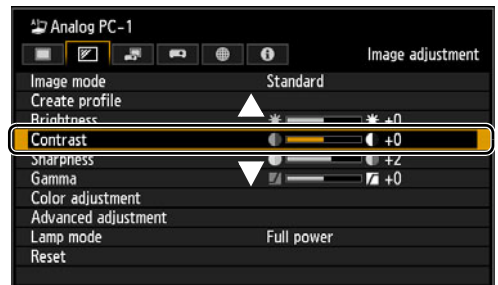 Analog PC-1
Image adjustment
Image mode Standard
Create profile
Brightness +0
Contrast +0
Sharpness +2
Gamma +0
Color adjustment
Advanced adjustment
Lamp mode Full power
Reset